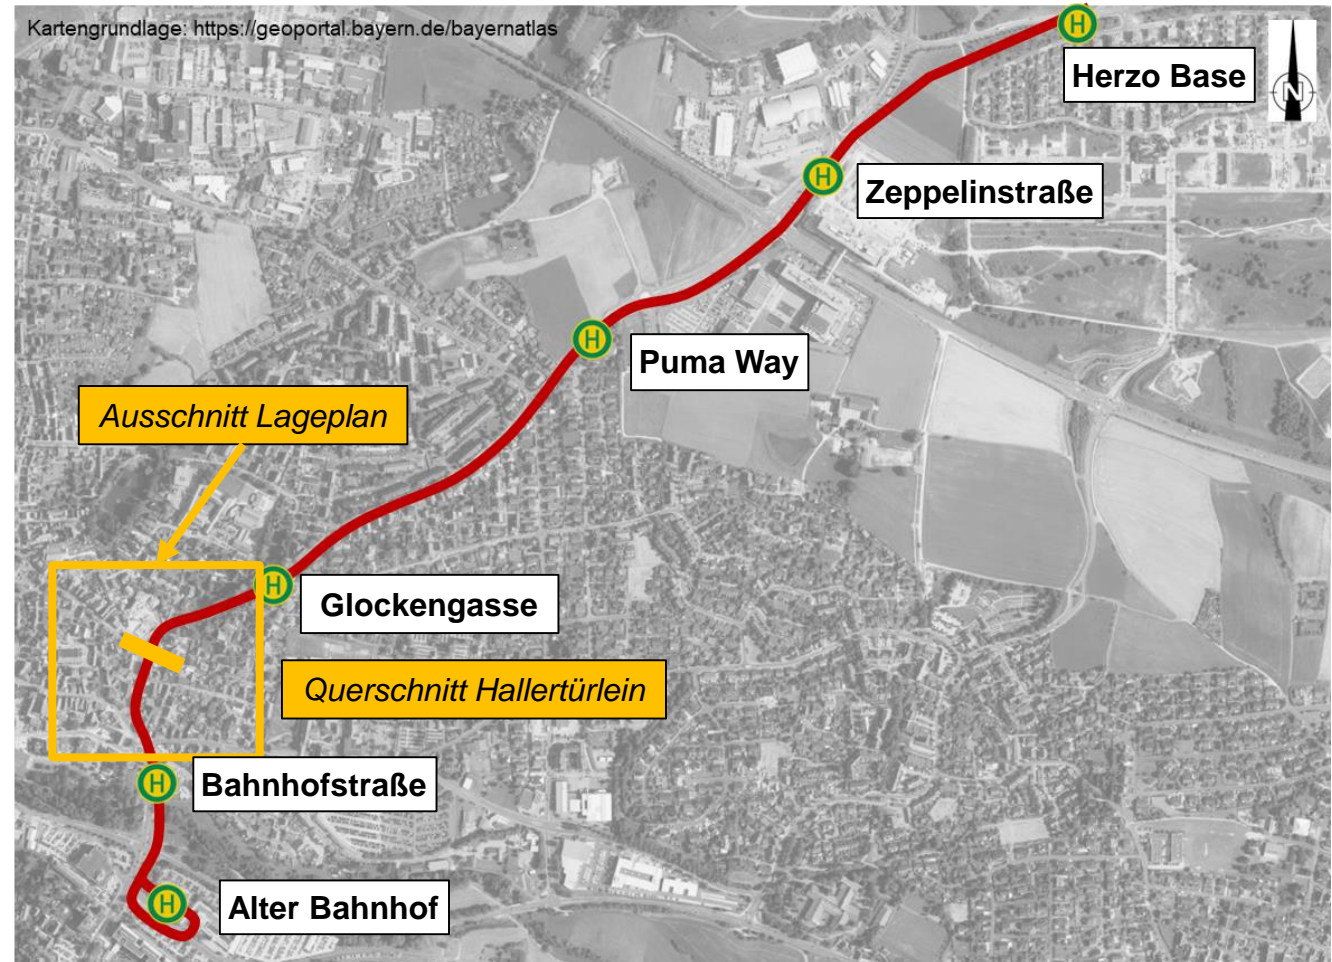 Kartengrundlage: https://geoportal.bayern.de/bayernatlas
H
Herzo Base
N
H
Zeppelinstraße
H
Puma Way
Ausschnitt Lageplan
H
Glockengasse
Querschnitt Hallertürlein
H
Bahnhofstraße
H
Alter Bahnhof